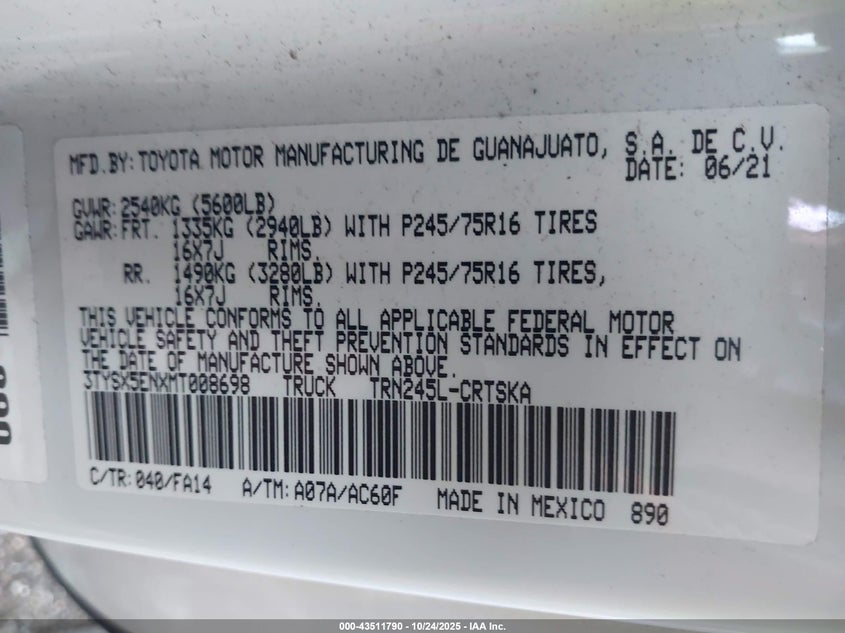 MFD.BY: TOYOTA MOTOR MANUFACTURING DE GUANAJUATO, S.A. DE C.V.
DATE: 06/21
GVWR: 2540KG (5600LB)
GAWR: FRT. 1335KG (2940LB) WITH P245/75R16 TIRES
16X7J RIMS.
RR. 1490KG (3280LB) WITH P245/75R16 TIRES,
16X7J RIMS.
THIS VEHICLE CONFORMS TO ALL APPLICABLE FEDERAL MOTOR
VEHICLE SAFETY AND THEFT PREVENTION STANDARDS IN EFFECT ON
THE DATE OF MANUFACTURE SHOWN ABOVE.
3TYSX5ENXMT008698 TRUCK TRN245L-CRTSKA
C/TR: 040/FA14 A/TM: A07A/AC60F MADE IN MEXICO 890
000-43511790 - 10/24/2025 - IAA Inc.